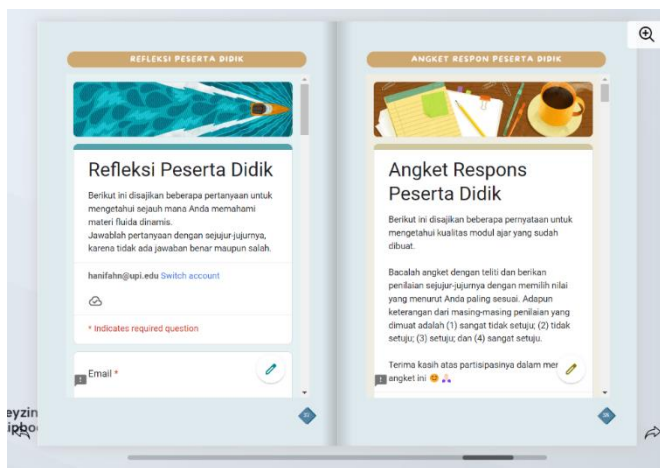 REFLEKSI PESERTA DIDIK
Refleksi Peserta Didik
Berikut ini disajikan beberapa pertanyaan untuk
mengetahui sejauh mana Anda memahami
materi fluida dinamis.
Jawablah pertanyaan dengan sejujur-jujurnya,
karena tidak ada jawaban benar maupun salah.
hanifahn@upi.edu Switch account
* Indicates required question
Email *
ANGKET RESPON PESERTA DIDIK
Angket Respons
Peserta Didik
Berikut ini disajikan beberapa pernyataan untuk
mengetahui kualitas modul ajar yang sudah
dibuat.
Bacalah angket dengan teliti dan berikan
penilaian sejujur-jujurnya dengan memilih nilai
yang menurut Anda paling sesuai. Adapun
keterangan dari masing-masing penilaian yang
dimuat adalah (1) sangat tidak setuju; (2) tidak
setuju; (3) setuju; dan (4) sangat setuju.
Terima kasih atas partisipasinya dalam mer
angket ini
eyzin